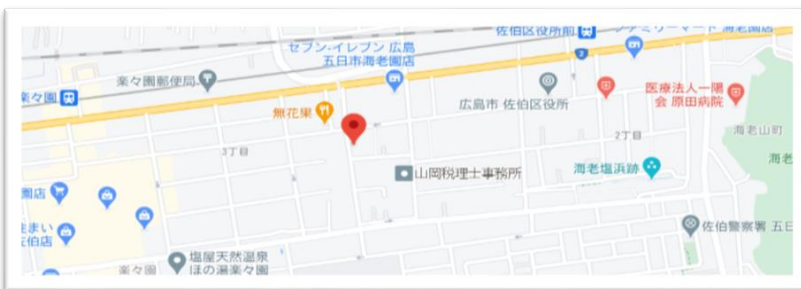 佐伯区役所前
ファミリーマート 海老園店
セブン-イレブン 広島
五日市海老園店
2
楽々園郵便局
楽々園
無花果
広島市 佐伯区役所
医療法人一陽
会 原田病院
海老山町
2丁目
3丁目
海老
山岡税理士事務所
海老塩浜跡
園店
住まい
佐伯店
佐伯警察署 五日
塩屋天然温泉
ほの湯楽々園
楽々園